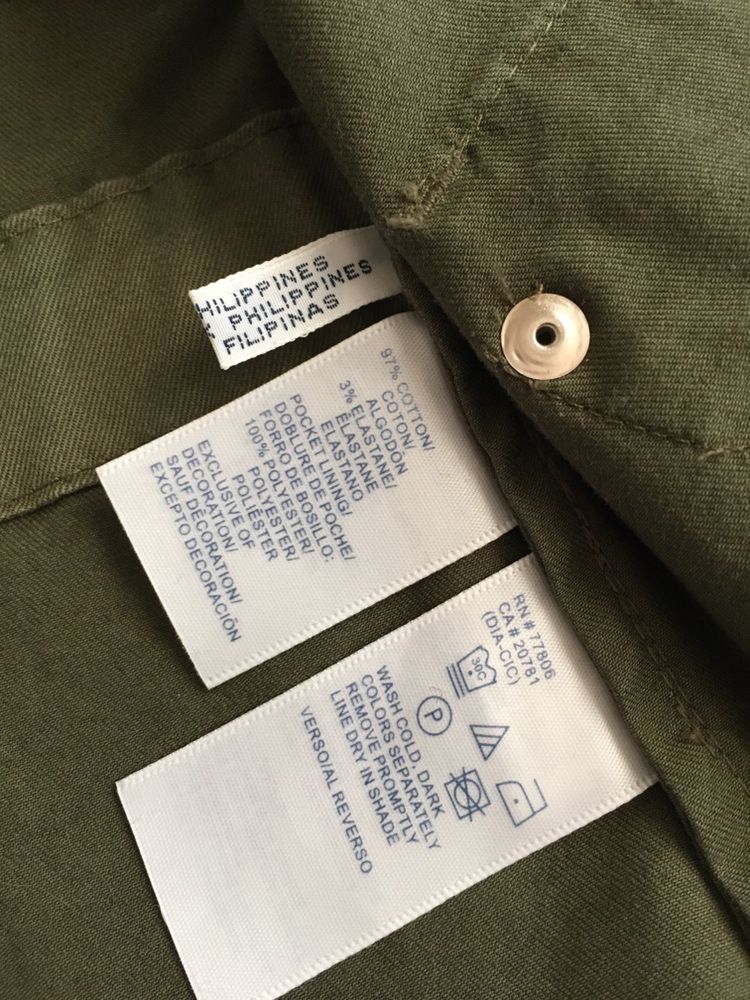 HILIPPINES
PHILIPPINES
FILIPINAS
97% COTTON/
COTON/
ALGODÓN
3% ELASTANE/
ÉLASTANE
ELASTANO
POCKET LINING/
DOBLURE DE POCHE/
FORRO DE BOSILLO:
100% POLYESTER/
POLYESTER/
POLIÉSTER
EXCLUSIVE OF
DECORATION/
SAUF DÉCORATION/
EXCEPTO DECORACIÓN
RN # 77806
CA # 20781
(DIA-CIC)
30C
P
WASH COLD, DARK
COLORS SEPARATELY
REMOVE PROMPTLY
LINE DRY IN SHADE
VERSO/AL REVERSO